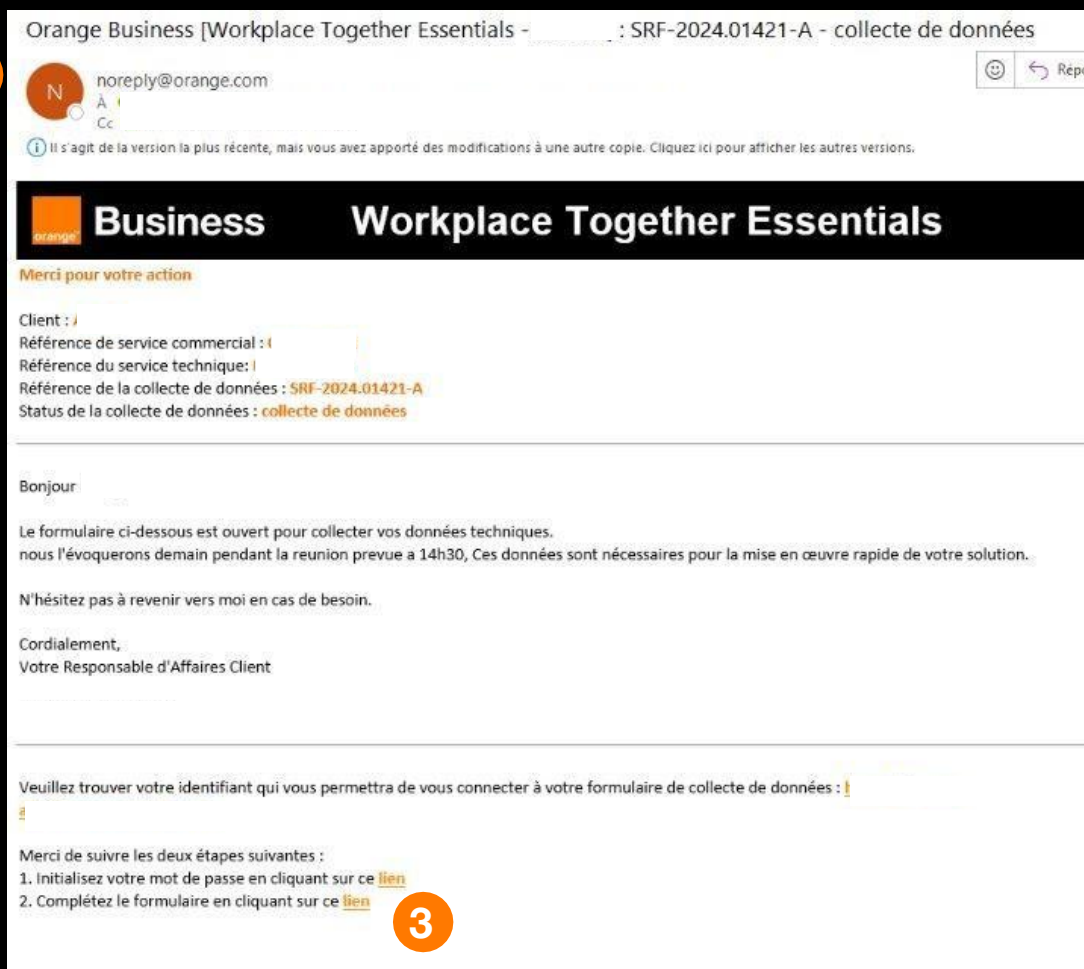 Orange Business [Workplace Together Essentials - : SRF-2024.01421-A - collecte de données
N
noreply@orange.com
Répo
À
Cc
Il s'agit de la version la plus récente, mais vous avez apporté des modifications à une autre copie. Cliquez ici pour afficher les autres versions.
orange™ Business Workplace Together Essentials
Merci pour votre action
Client :
Référence de service commercial :
Référence du service technique:
Référence de la collecte de données : SRF-2024.01421-A
Status de la collecte de données : collecte de données
Bonjour
Le formulaire ci-dessous est ouvert pour collecter vos données techniques.
nous l'évoquerons demain pendant la reunion prevue a 14h30, Ces données sont nécessaires pour la mise en œuvre rapide de votre solution.
N'hésitez pas à revenir vers moi en cas de besoin.
Cordialement,
Votre Responsable d'Affaires Client
Veuillez trouver votre identifiant qui vous permettra de vous connecter à votre formulaire de collecte de données :
a
Merci de suivre les deux étapes suivantes :
1. Initialisez votre mot de passe en cliquant sur ce lien
2. Complétez le formulaire en cliquant sur ce lien
3